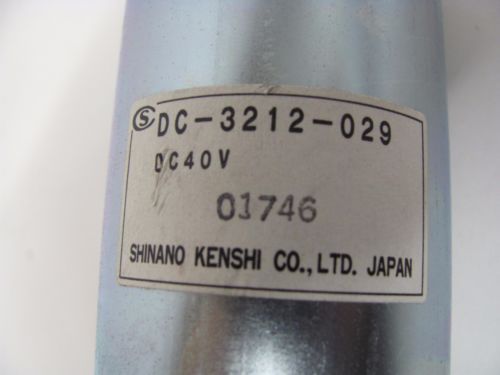 S DC-3212-029
DC40V
01746
SHINANO KENSHI CO., LTD. JAPAN